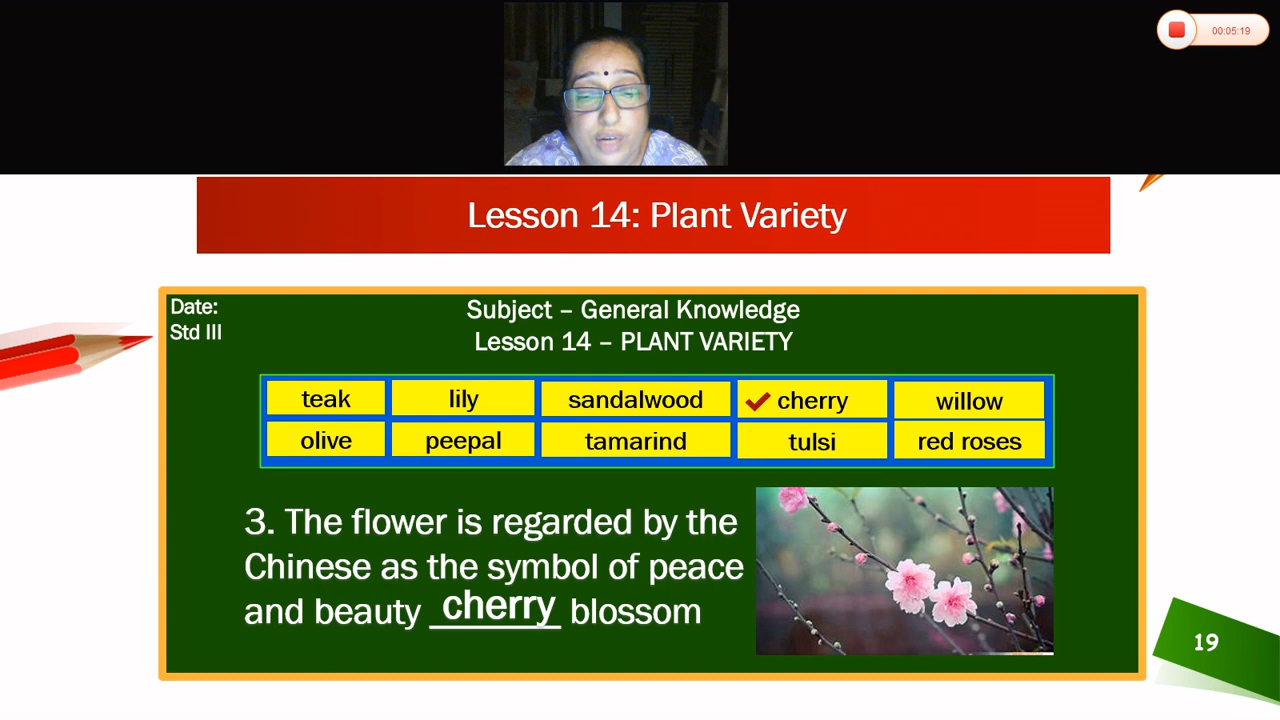 00:05:19
Lesson 14: Plant Variety
Date:
Std III
Subject – General Knowledge
Lesson 14 – PLANT VARIETY
teak lily sandalwood cherry willow
olive peepal tamarind tulsi red roses
3. The flower is regarded by the
Chinese as the symbol of peace
and beauty cherry blossom
19